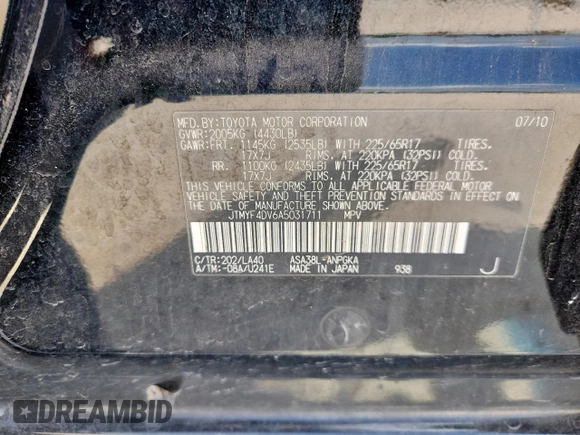 MFD.BY:TOYOTA MOTOR CORPORATION 07/10
GVWR:2005KG (4430LB)
GAWR:FRT. 1145KG (2535LB) WITH 225/65R17 TIRES.
17X7J RIMS. AT 220KPA (32PSI) COLD.
RR. 1100KG (2435LB) WITH 225/65R17 TIRES.
17X7J RIMS. AT 220KPA (32PSI) COLD.
THIS VEHICLE CONFORMS TO ALL APPLICABLE FEDERAL MOTOR
VEHICLE SAFETY AND THEFT PREVENTION STANDARDS IN EFFECT ON
THE DATE OF MANUFACTURE SHOWN ABOVE.
JTMYF4DV6A5031711 MPV
C/TR:202/LA40 ASA38L-ANPGKA
A/TM:-08A/U241E MADE IN JAPAN 938 J
DREAMBID